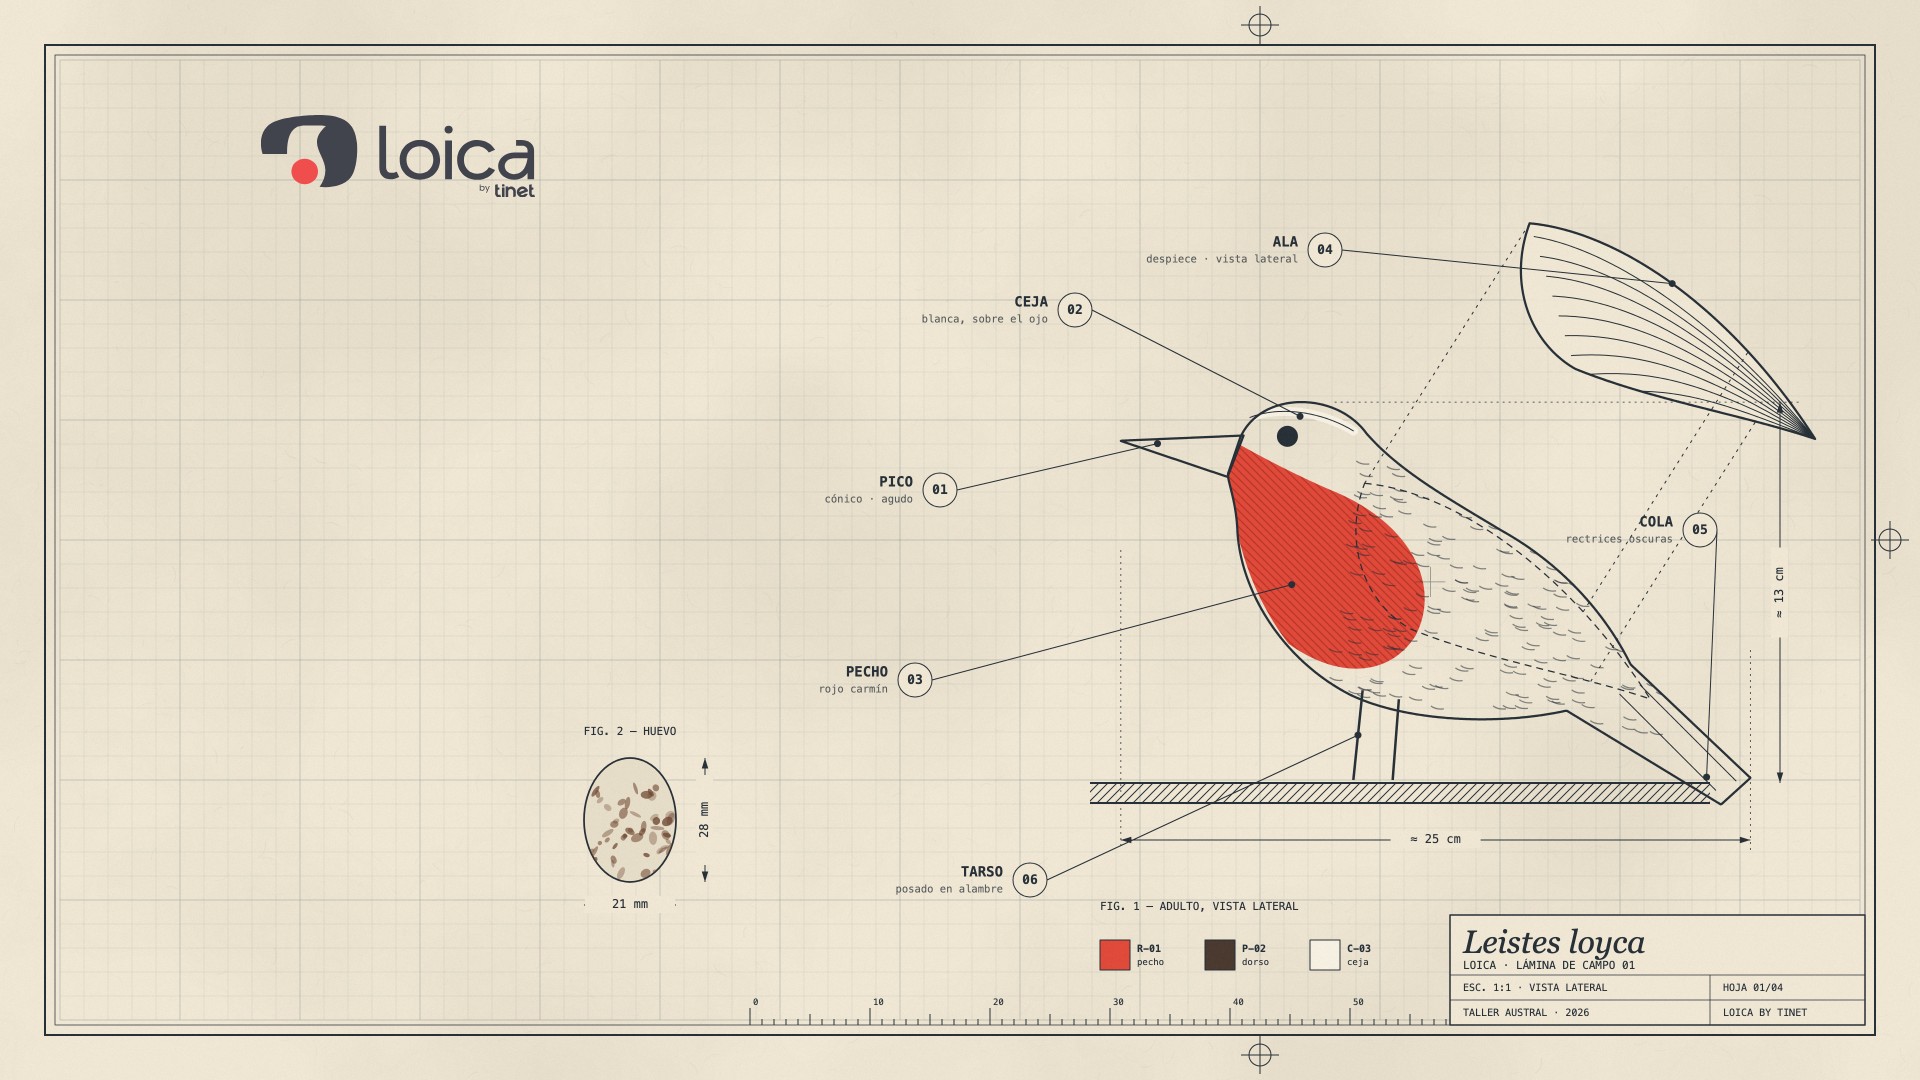 loica
by tinet
ALA
despiece · vista lateral
04
CEJA
blanca, sobre el ojo
02
PICO
cónico · agudo
01
COLA
rectrices oscuras
05
≈ 13 cm
PECHO
rojo carmín
03
FIG. 2 — HUEVO
28 mm
21 mm
≈ 25 cm
TARSO
posado en alambre
06
FIG. 1 — ADULTO, VISTA LATERAL
R-01
pecho
P-02
dorso
C-03
ceja
0 10 20 30 40 50
Leistes loyca
LOICA · LÁMINA DE CAMPO 01
ESC. 1:1 · VISTA LATERAL
HOJA 01/04
TALLER AUSTRAL · 2026
LOICA BY TINET